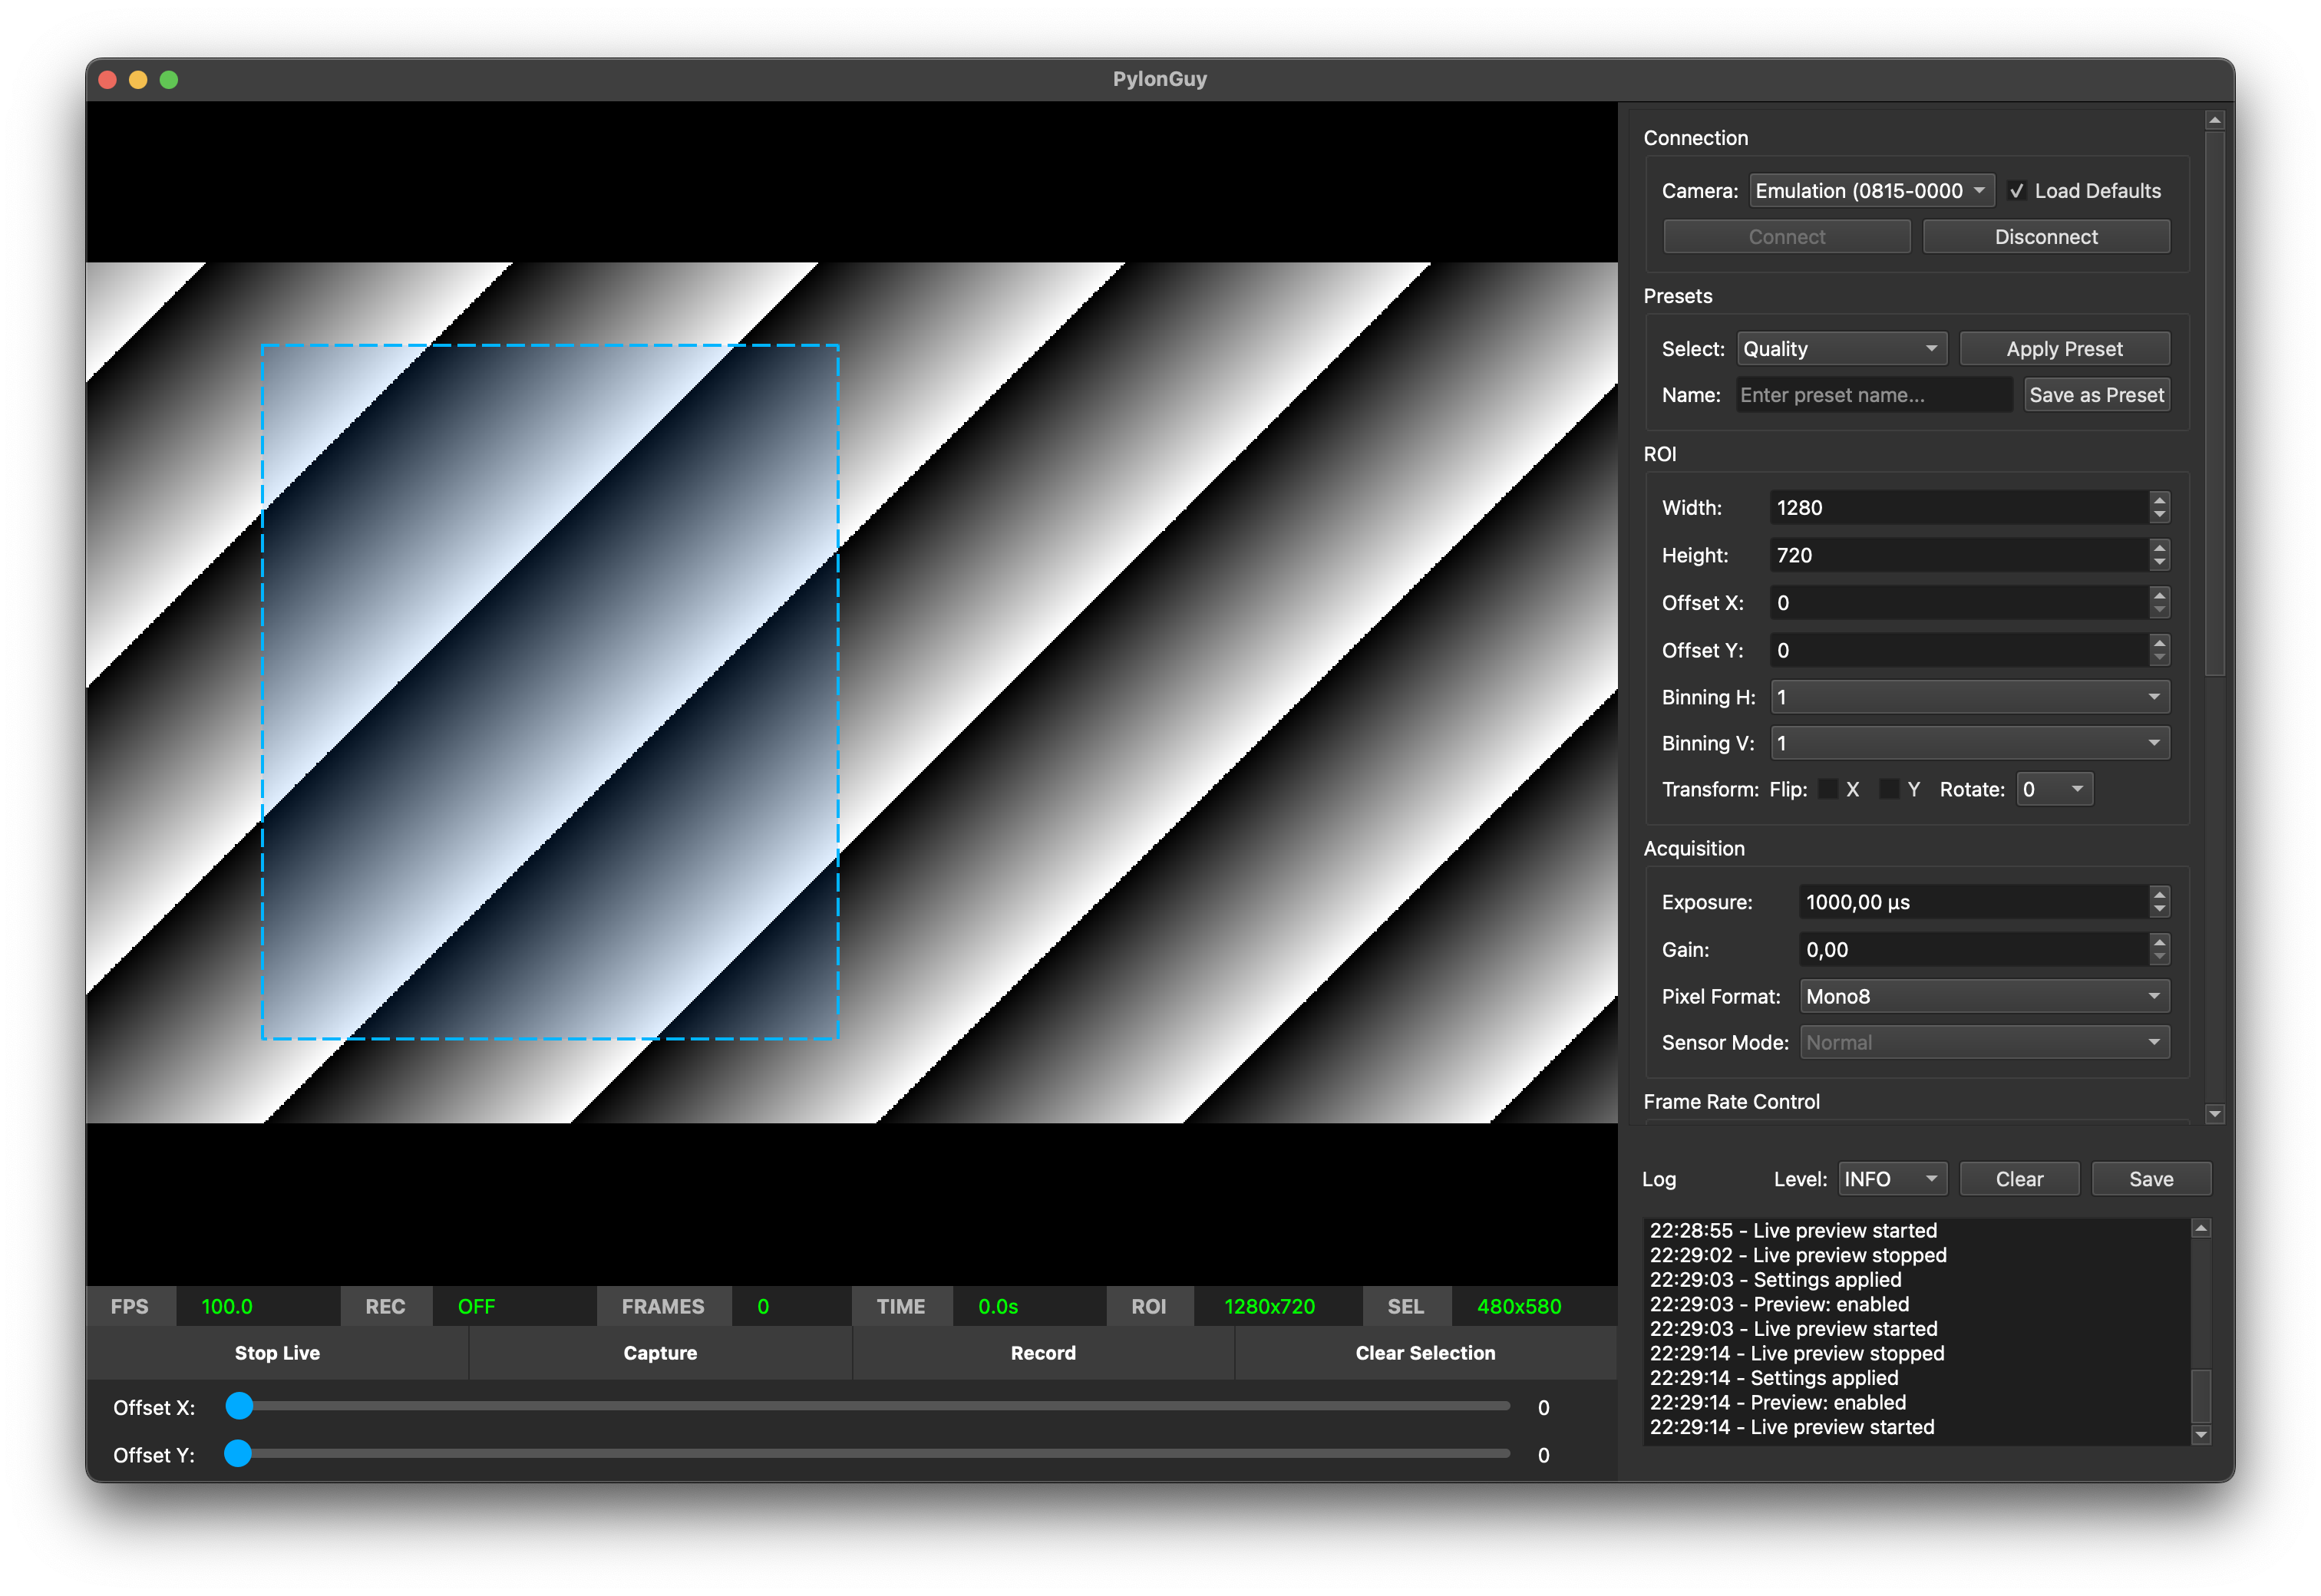 PylonGuy
Connection
Camera: Emulation (0815-0000 Load Defaults
Connect Disconnect
Presets
Select: Quality Apply Preset
Name: Enter preset name... Save as Preset
ROI
Width: 1280
Height: 720
Offset X: 0
Offset Y: 0
Binning H: 1
Binning V: 1
Transform: Flip: X Y Rotate: 0
Acquisition
Exposure: 1000,00 µs
Gain: 0,00
Pixel Format: Mono8
Sensor Mode: Normal
Frame Rate Control
Log Level: INFO Clear Save
22:28:55 - Live preview started
22:29:02 - Live preview stopped
22:29:03 - Settings applied
22:29:03 - Preview: enabled
22:29:03 - Live preview started
22:29:14 - Live preview stopped
22:29:14 - Settings applied
22:29:14 - Preview: enabled
22:29:14 - Live preview started
FPS 100.0 REC OFF FRAMES 0 TIME 0.0s ROI 1280x720 SEL 480x580
Stop Live Capture Record Clear Selection
Offset X: 0
Offset Y: 0